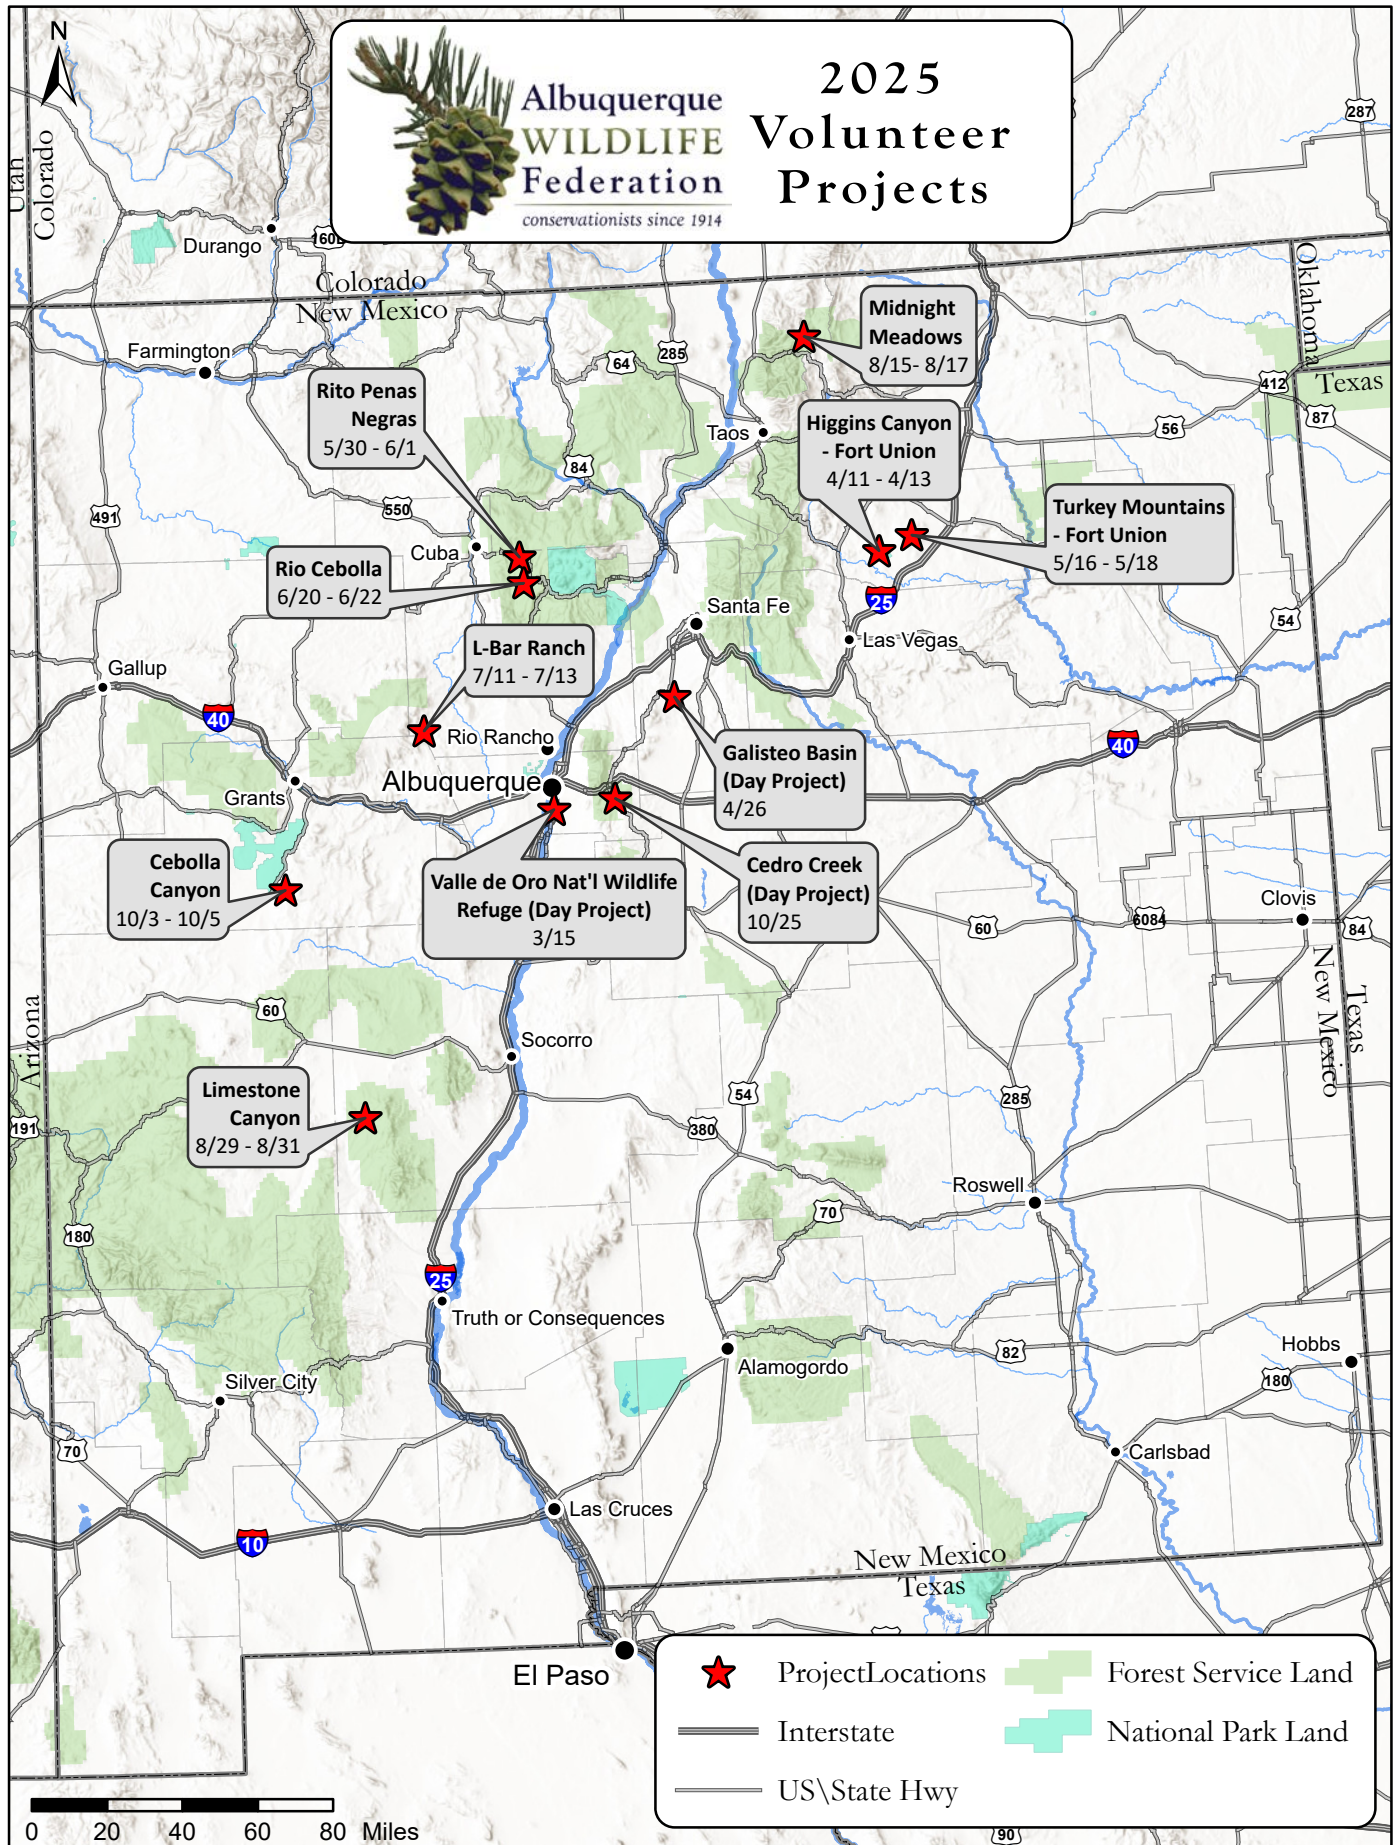 N
Albuquerque
WILDLIFE
Federation
conservationists since 1914
2025
Volunteer
Projects
287
Utah
Colorado
Durango
160
Colorado
New Mexico
Oklahoma
Texas
Midnight
Meadows
8/15- 8/17
Farmington
64
285
412
87
Rito Penas
Negras
5/30 - 6/1
Taos
Higgins Canyon
- Fort Union
4/11 - 4/13
56
84
491
550
Turkey Mountains
- Fort Union
5/16 - 5/18
Cuba
Rio Cebolla
6/20 - 6/22
25
Santa Fe
54
Las Vegas
L-Bar Ranch
7/11 - 7/13
Gallup
40
Rio Rancho
40
Galisteo Basin
(Day Project)
4/26
Albuquerque
Grants
Cebolla
Canyon
10/3 - 10/5
Valle de Oro Nat'l Wildlife
Refuge (Day Project)
3/15
Cedro Creek
(Day Project)
10/25
Clovis
60
6084
84
New Mexico
Texas
Arizona
60
Socorro
Limestone
Canyon
8/29 - 8/31
54
285
191
380
Roswell
70
180
25
Truth or Consequences
82
Hobbs
Alamogordo
180
Silver City
70
Carlsbad
Las Cruces
10
New Mexico
Texas
El Paso
ProjectLocations
Forest Service Land
Interstate
National Park Land
US\State Hwy
0 20 40 60 80 Miles
90